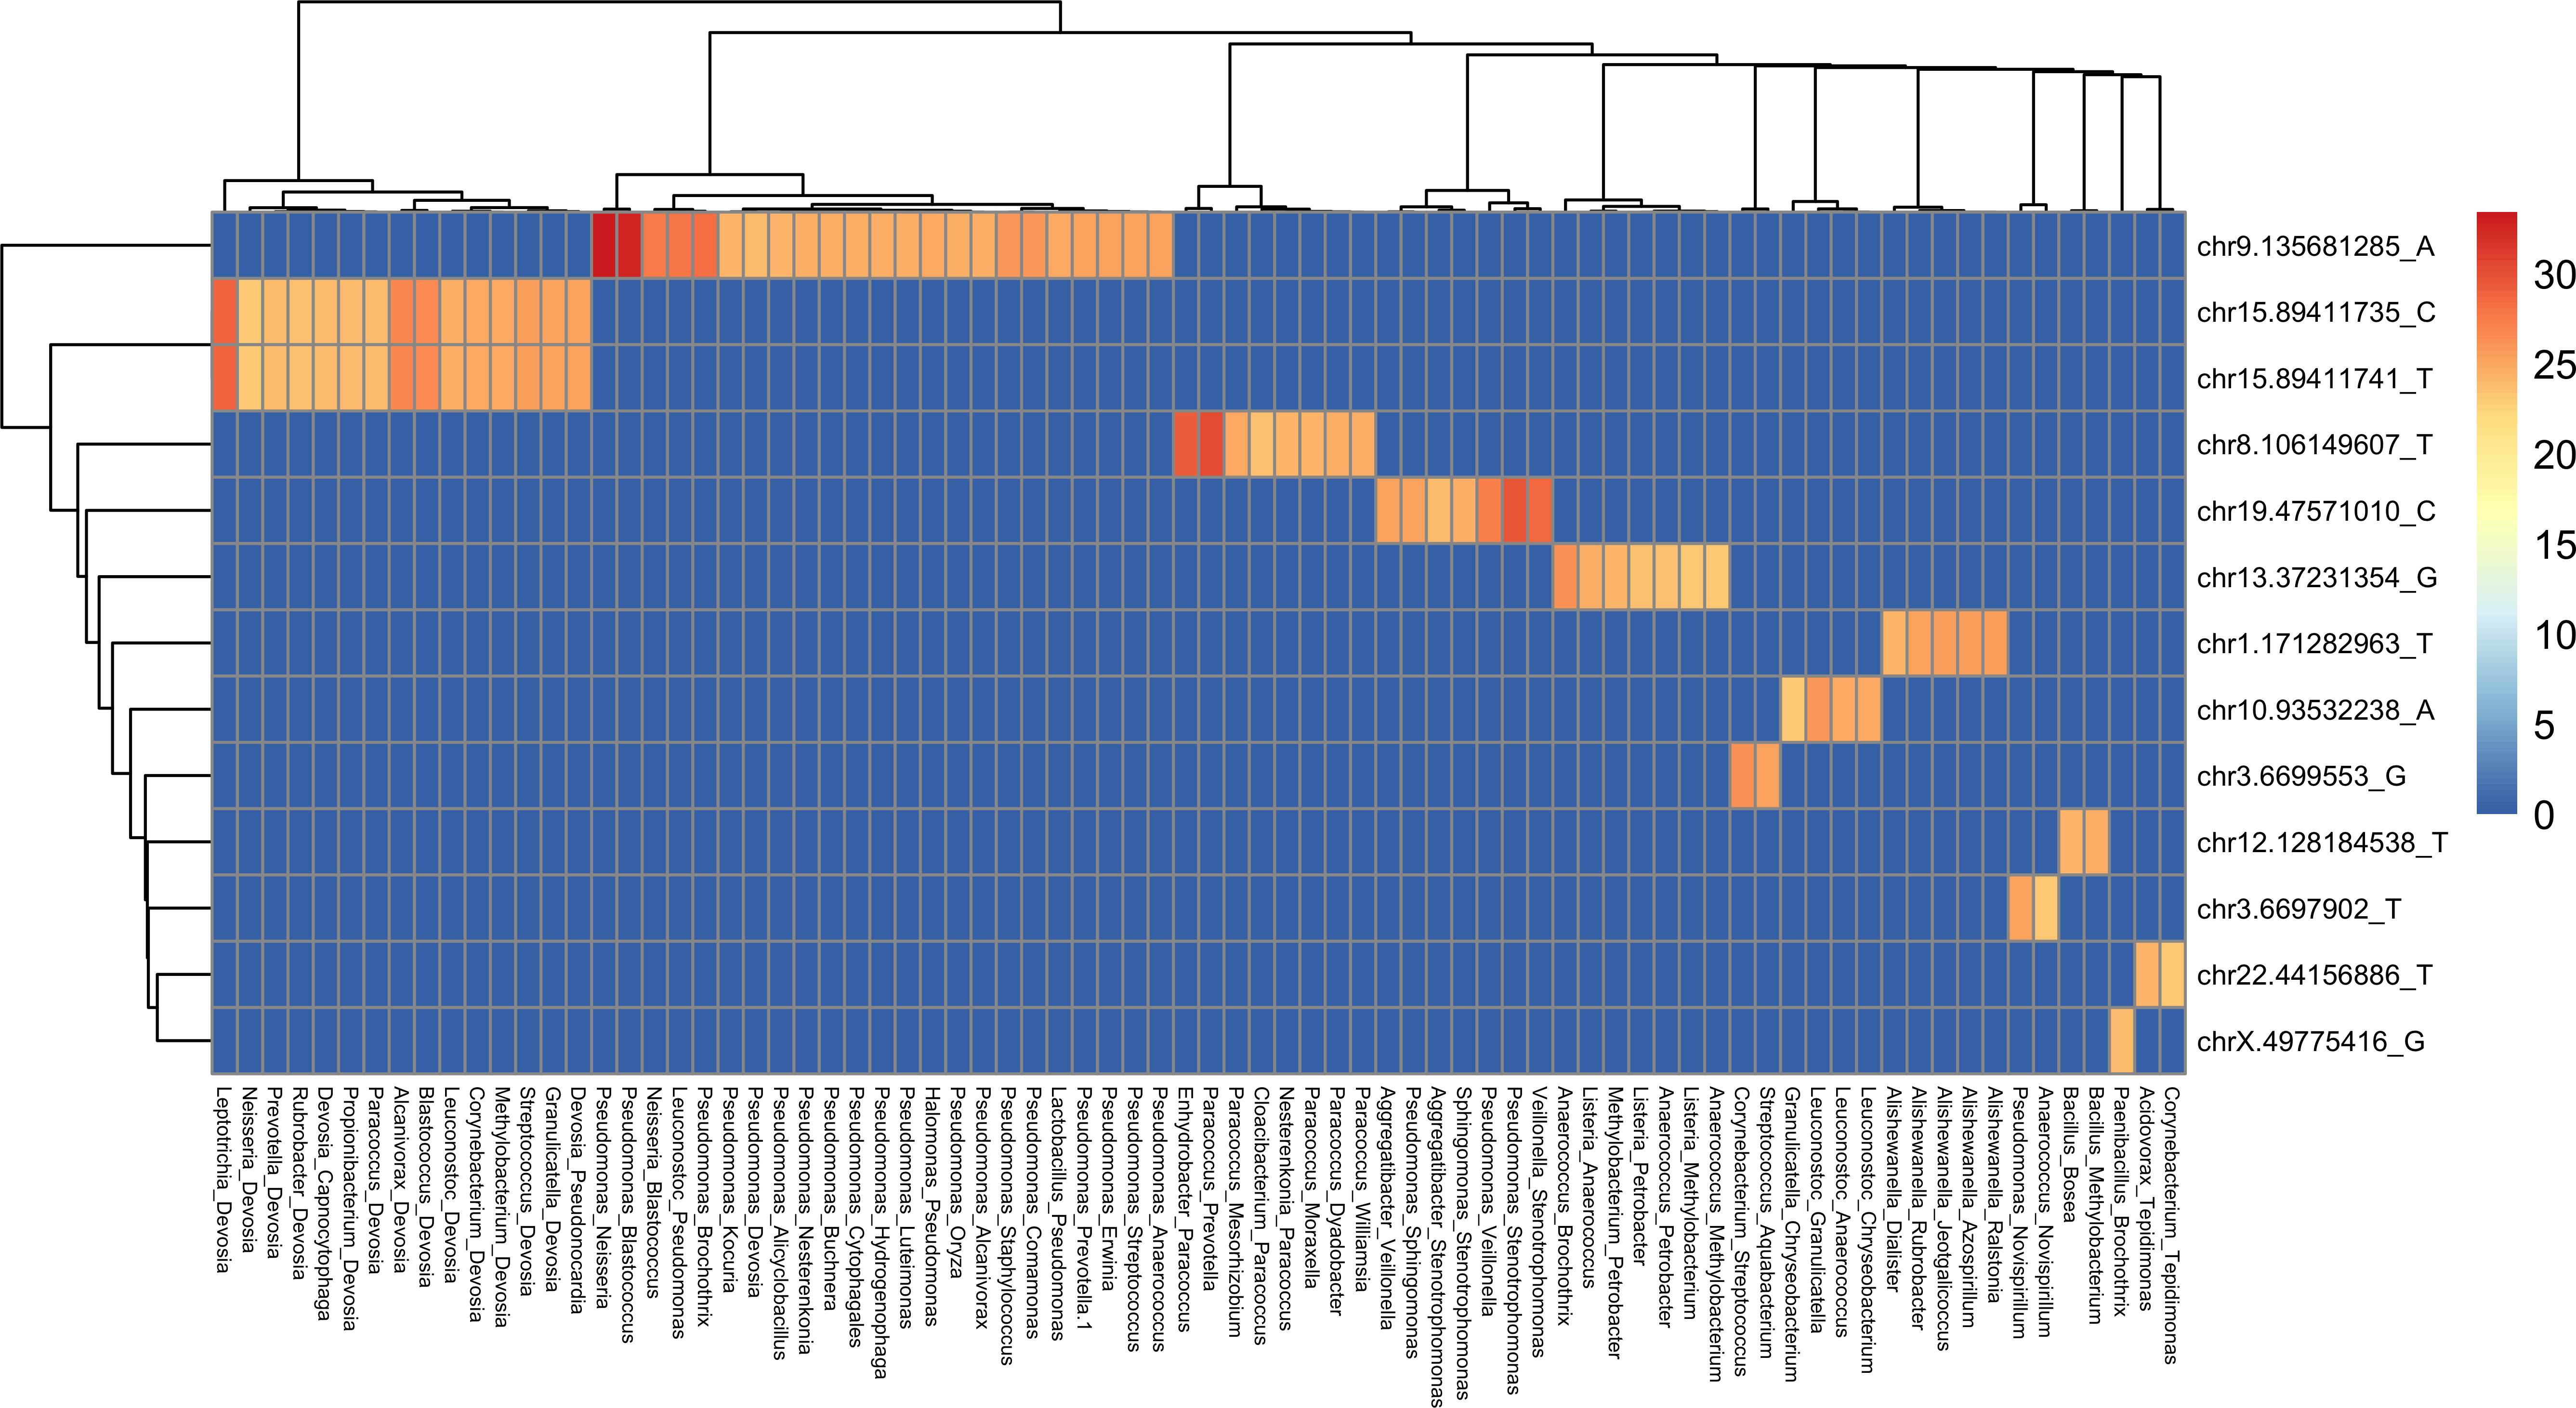 chr9.135681285_A
chr15.89411735_C
chr15.89411741_T
chr8.106149607_T
chr19.47571010_C
chr13.37231354_G
chr1.171282963_T
chr10.93532238_A
chr3.6699553_G
chr12.128184538_T
chr3.6697902_T
chr22.44156886_T
chrX.49775416_G
30
25
20
15
10
5
0
Leptotrichia_Devosia
Neisseria_Devosia
Prevotella_Devosia
Rubrobacter_Devosia
Devosia_Capnocytophaga
Propionibacterium_Devosia
Paracoccus_Devosia
Alcanivorax_Devosia
Blastococcus_Devosia
Leuconostoc_Devosia
Corynebacterium_Devosia
Methylobacterium_Devosia
Streptococcus_Devosia
Granulicatella_Devosia
Devosia_Pseudonocardia
Pseudomonas_Neisseria
Pseudomonas_Blastococcus
Neisseria_Blastococcus
Leuconostoc_Pseudomonas
Pseudomonas_Brochothrix
Pseudomonas_Kocuria
Pseudomonas_Devosia
Pseudomonas_Alicyclobacillus
Pseudomonas_Nesterenkonia
Pseudomonas_Buchnera
Pseudomonas_Cytophagales
Pseudomonas_Hydrogenophaga
Pseudomonas_Luteimonas
Halomonas_Pseudomonas
Pseudomonas_Oryza
Pseudomonas_Alcanivorax
Pseudomonas_Staphylococcus
Pseudomonas_Comamonas
Lactobacillus_Pseudomonas
Pseudomonas_Prevotella.1
Pseudomonas_Erwinia
Pseudomonas_Streptococcus
Pseudomonas_Anaerococcus
Enhydrobacter_Paracoccus
Paracoccus_Prevotella
Paracoccus_Mesorhizobium
Cloacibacterium_Paracoccus
Nesterenkonia_Paracoccus
Paracoccus_Moraxella
Paracoccus_Dyadobacter
Paracoccus_Williamsia
Aggregatibacter_Veillonella
Pseudomonas_Sphingomonas
Aggregatibacter_Stenotrophomonas
Sphingomonas_Stenotrophomonas
Pseudomonas_Veillonella
Pseudomonas_Stenotrophomonas
Veillonella_Stenotrophomonas
Anaerococcus_Brochothrix
Listeria_Anaerococcus
Methylobacterium_Petrobacter
Listeria_Petrobacter
Anaerococcus_Petrobacter
Listeria_Methylobacterium
Anaerococcus_Methylobacterium
Corynebacterium_Streptococcus
Streptococcus_Aquabacterium
Granulicatella_Chryseobacterium
Leuconostoc_Granulicatella
Leuconostoc_Anaerococcus
Leuconostoc_Chryseobacterium
Alishewanella_Dialister
Alishewanella_Rubrobacter
Alishewanella_Jeotgalicoccus
Alishewanella_Azospirillum
Alishewanella_Ralstonia
Pseudomonas_Novispirillum
Anaerococcus_Novispirillum
Bacillus_Bosea
Bacillus_Methylobacterium
Paenibacillus_Brochothrix
Acidovorax_Tepidimonas
Corynebacterium_Tepidimonas